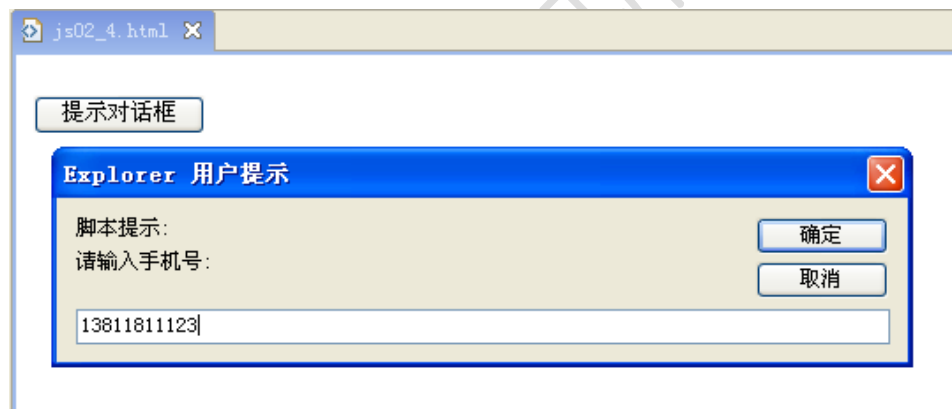 js02_4.html
提示对话框
Explorer 用户提示
脚本提示:
确定
请输入手机号:
取消
13811811123